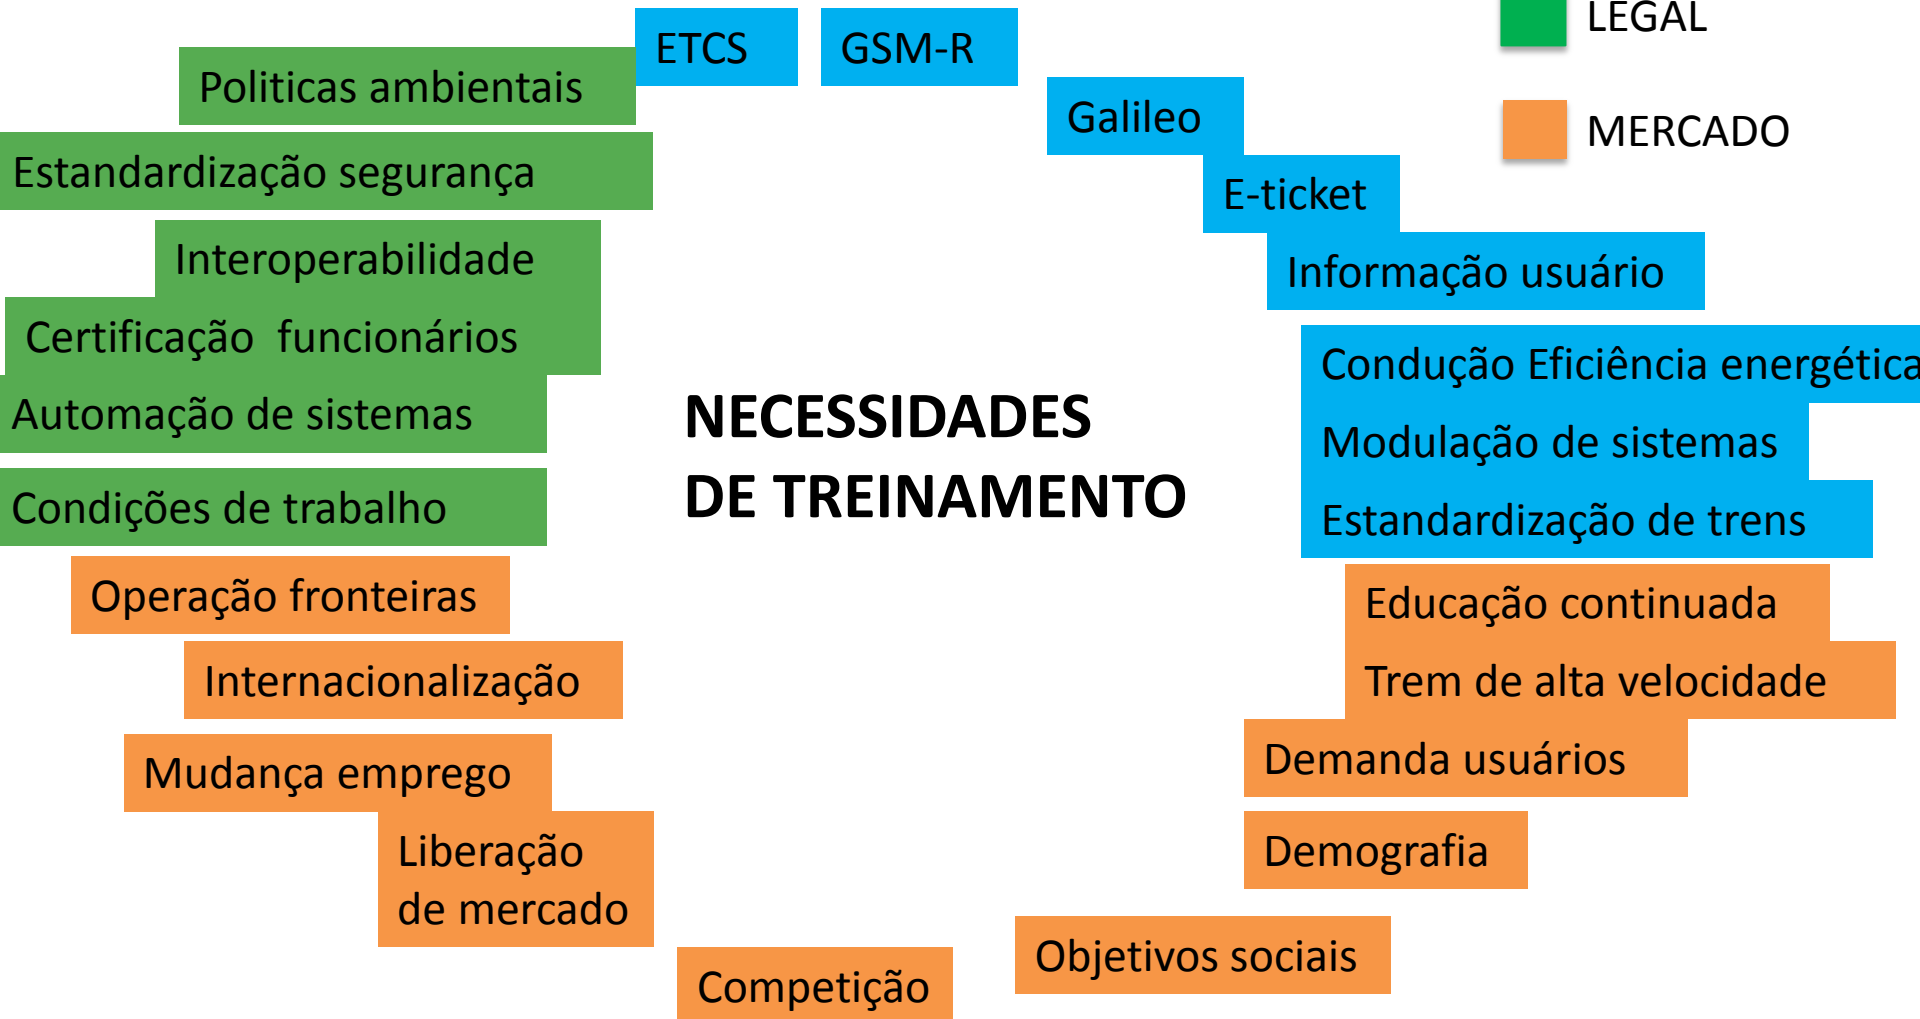 LEGAL
MERCADO
ETCS
GSM-R
Galileo
E-ticket
Informação usuário
Condução Eficiência energética
Modulação de sistemas
Estandardização de trens
Educação continuada
Trem de alta velocidade
Demanda usuários
Demografia
Objetivos sociais
Competição
Liberação
de mercado
Mudança emprego
Internacionalização
Operação fronteiras
Condições de trabalho
Automação de sistemas
Certificação  funcionários
Interoperabilidade
Estandardização segurança
Politicas ambientais
NECESSIDADES
DE TREINAMENTO